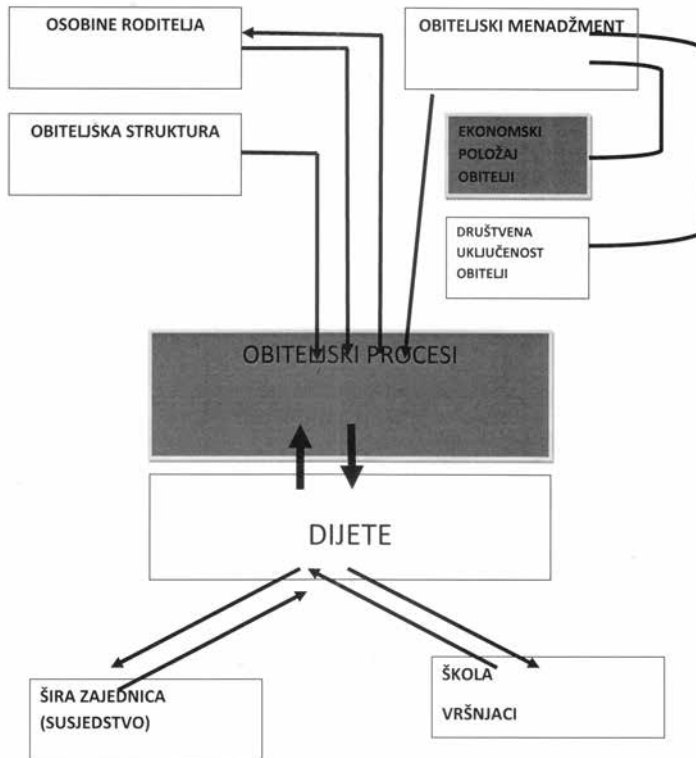 OSOBINE RODITELJA
OBITELJSKI MENADŽMENT
OBITELJSKA STRUKTURA
EKONOMSKI
POLOŽAJ
OBITELJI
DRUŠTVENA
UKLJUČENOST
OBITELJI
OBITELJSKI PROCESI
DIJETE
ŠIRA ZAJEDNICA
(SUSJEDSTVO)
ŠKOLA
VRŠNJACI